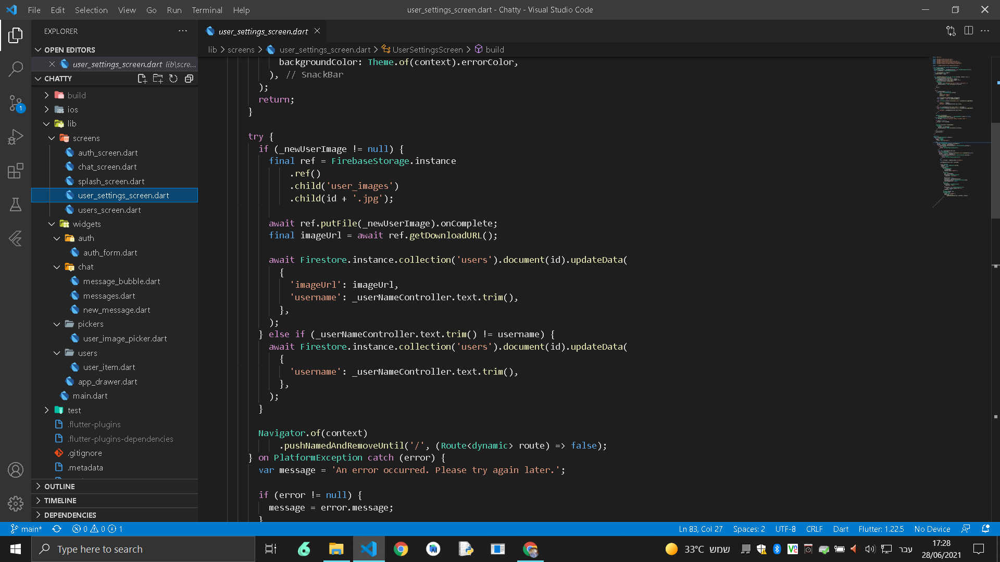 File Edit Selection View Go Run Terminal Help
user_settings_screen.dart - Chatty - Visual Studio Code
EXPLORER
OPEN EDITORS
user_settings_screen.dart lib\scre...
CHATTY
build
ios
lib
screens
auth_screen.dart
chat_screen.dart
splash_screen.dart
user_settings_screen.dart
users_screen.dart
widgets
auth
auth_form.dart
chat
message_bubble.dart
messages.dart
new_message.dart
pickers
user_image_picker.dart
users
user_item.dart
app_drawer.dart
main.dart
test
.flutter-plugins
.flutter-plugins-dependencies
.gitignore
.metadata
OUTLINE
TIMELINE
DEPENDENCIES
1
user_settings_screen.dart
lib > screens > user_settings_screen.dart > UserSettingsScreen > build
backgroundColor: Theme.of(context).errorColor,
), // SnackBar
);
return;
}
try {
if (_newUserImage != null) {
final ref = FirebaseStorage.instance
.ref()
.child('user_images')
.child(id + '.jpg');
await ref.putFile(_newUserImage).onComplete;
final imageUrl = await ref.getDownloadURL();
await Firestore.instance.collection('users').document(id).updateData(
{
'imageUrl': imageUrl,
'username': _userNameController.text.trim(),
},
);
} else if (_userNameController.text.trim() != username) {
await Firestore.instance.collection('users').document(id).updateData(
{
'username': _userNameController.text.trim(),
},
);
}
Navigator.of(context)
.pushNamedAndRemoveUntil('/', (Route<dynamic> route) => false);
} on PlatformException catch (error) {
var message = 'An error occurred. Please try again later.';
if (error != null) {
message = error.message;
}
main* 0 0 1
Ln 83, Col 27 Spaces: 2 UTF-8 CRLF Dart Flutter: 1.22.5 No Device
Type here to search
33°C שמש
עבר
17:28
28/06/2021